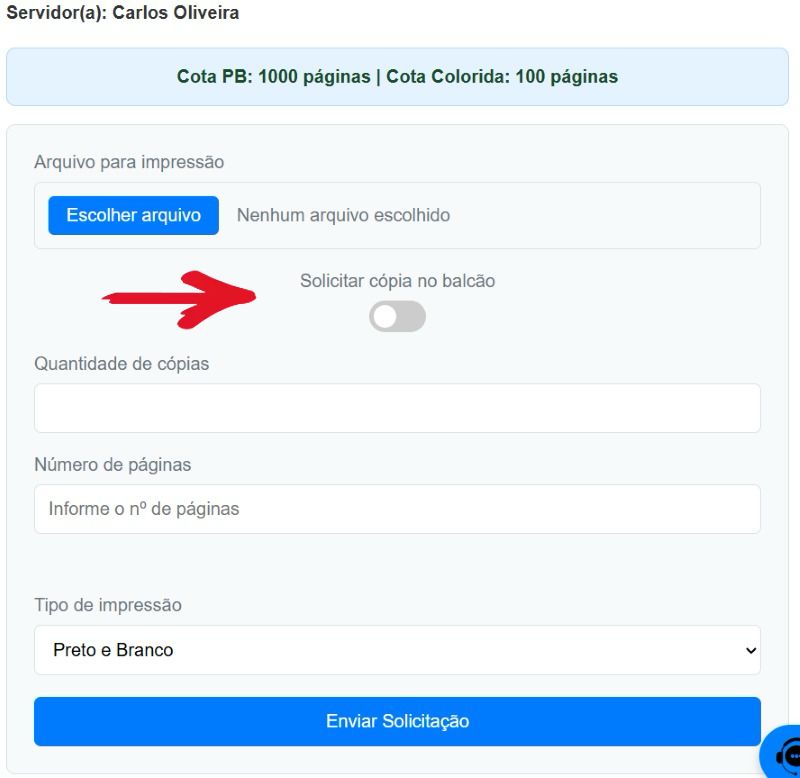 Servidor(a): Carlos Oliveira
Cota PB: 1000 páginas | Cota Colorida: 100 páginas
Arquivo para impressão
Escolher arquivo Nenhum arquivo escolhido
Solicitar cópia no balcão
Quantidade de cópias
Número de páginas
Informe o nº de páginas
Tipo de impressão
Preto e Branco
Enviar Solicitação